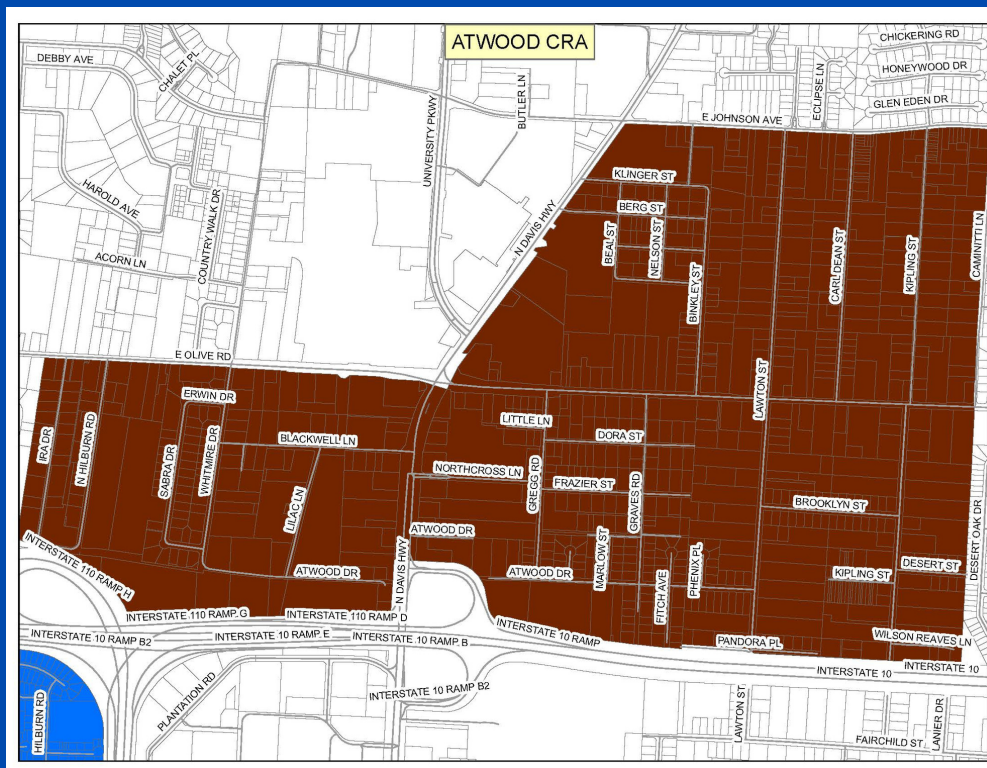 ATWOOD CRA
CHICKERING RD
DEBBY AVE
CHALET PL
HONEYWOOD DR
ECLIPSE LN
UNIVERSITY PKWY
BUTLER LN
GLEN EDEN DR
E JOHNSON AVE
KLINGER ST
HAROLD AVE
COUNTRY WALK DR
N DAVIS HWY
BERG ST
BEAL ST
NELSON ST
CARL DEAN ST
KIPLING ST
CAMINITTI LN
ACORN LN
BINKLEY ST
E OLIVE RD
LAWTON ST
ERWIN DR
LITTLE LN
IRA DR
N HILBURN RD
SABRA DR
WHITMIRE DR
BLACKWELL LN
DORA ST
LILAC LN
NORTHCROSS LN
GREGG RD
FRAZIER ST
GRAVES RD
BROOKLYN ST
DESERT OAK DR
ATWOOD DR
MARLOW ST
INTERSTATE 110 RAMP H
ATWOOD DR
N DAVIS HWY
ATWOOD DR
FITCH AVE
PHENIX PL
KIPLING ST
DESERT ST
INTERSTATE 110 RAMP G
INTERSTATE 110 RAMP D
INTERSTATE 10 RAMP B2
INTERSTATE 10 RAMP E
INTERSTATE 10 RAMP B
INTERSTATE 10 RAMP
PANDORA PL
WILSON REAVES LN
INTERSTATE 10
INTERSTATE 10
HILBURN RD
PLANTATION RD
INTERSTATE 10 RAMP B2
LAWTON ST
FAIRCHILD ST
LANIER DR